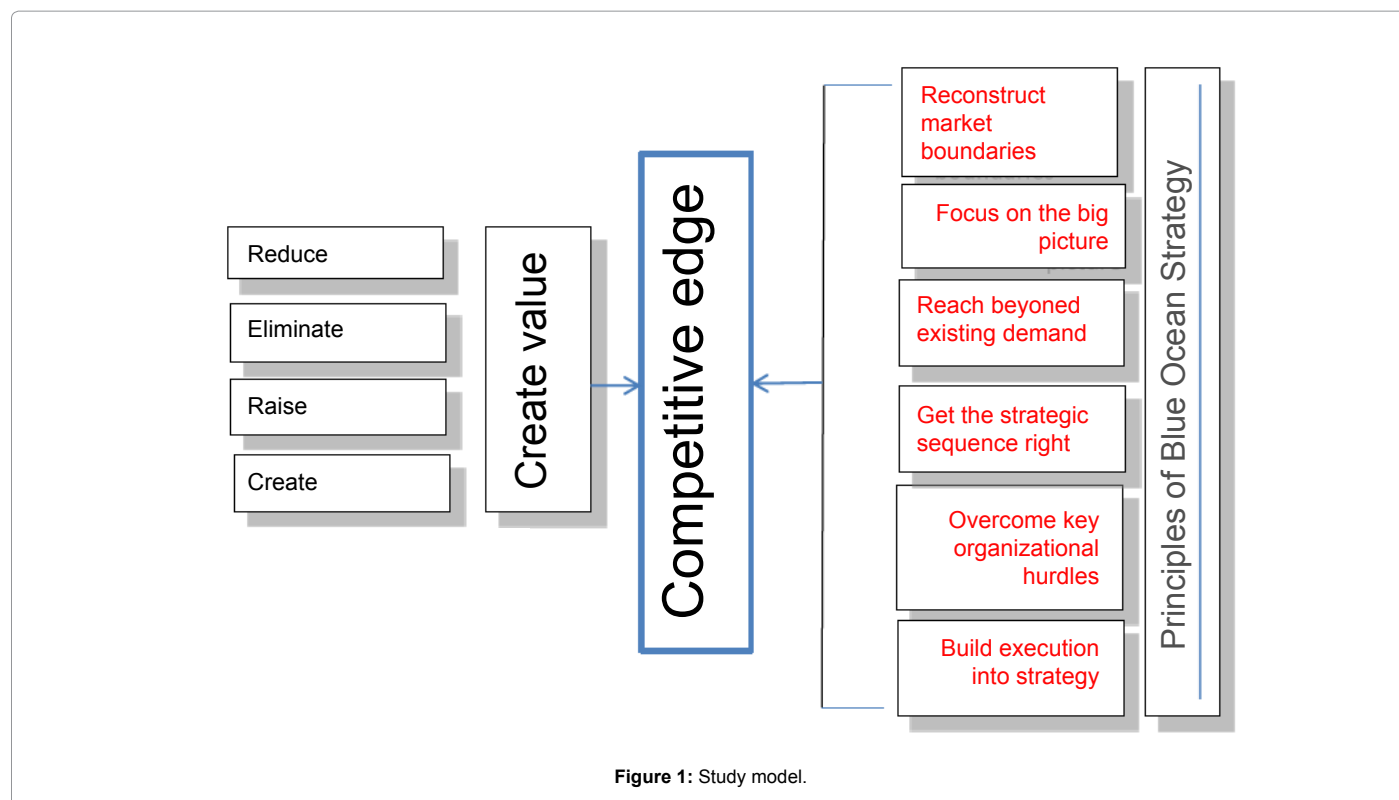 Reduce
Eliminate
Raise
Create
Create value
Competitive edge
Reconstruct
market
boundaries
Focus on the big
picture
Reach beyoned
existing demand
Get the strategic
sequence right
Overcome key
organizational
hurdles
Build execution
into strategy
Principles of Blue Ocean Strategy
Figure 1: Study model.